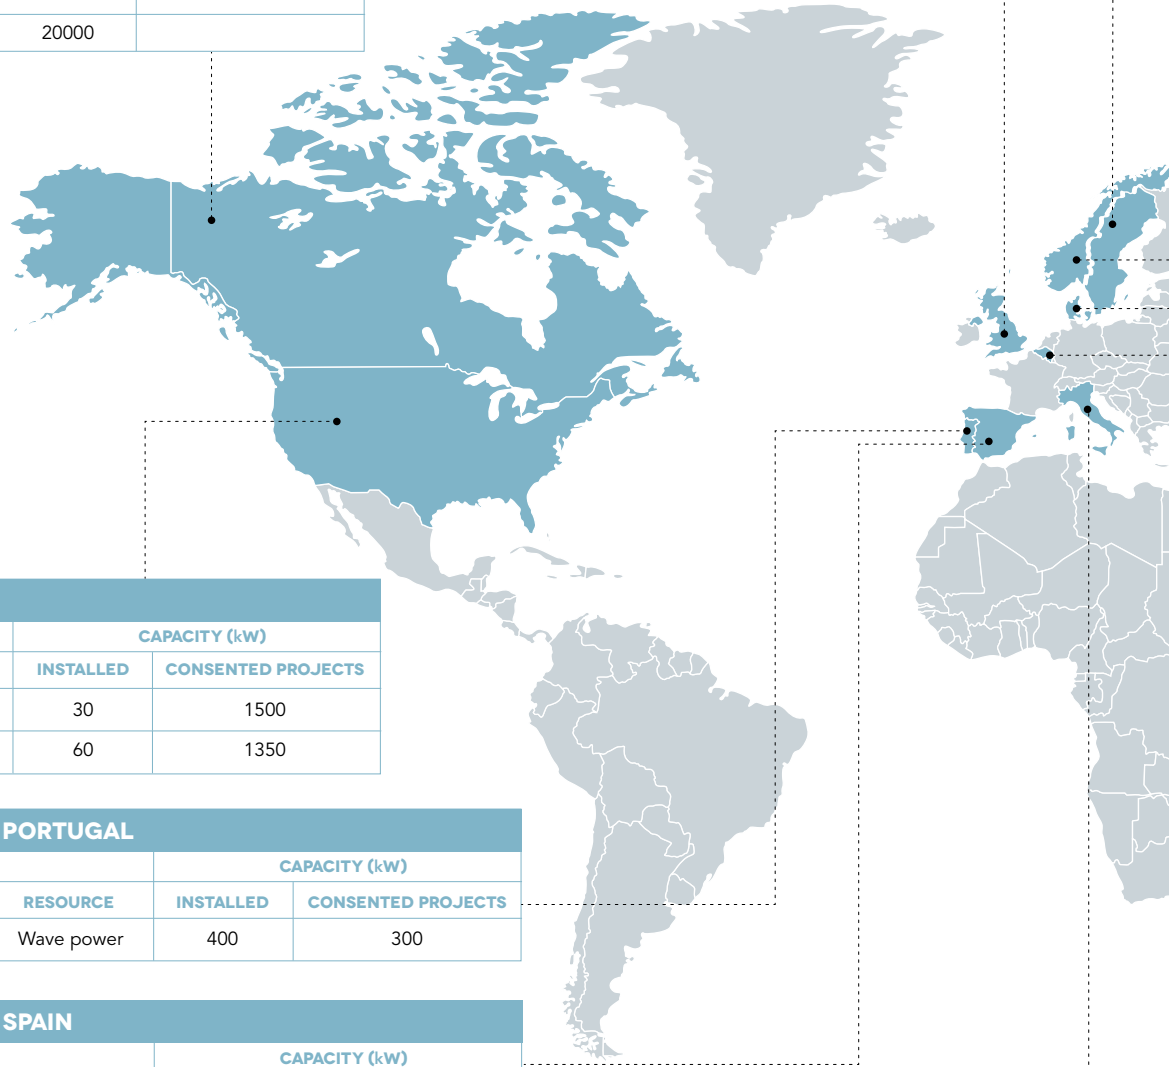 20000
CAPACITY (kW)
INSTALLED CONSENTED PROJECTS
30 1500
60 1350
PORTUGAL
CAPACITY (kW)
RESOURCE INSTALLED CONSENTED PROJECTS
Wave power 400 300
SPAIN
CAPACITY (kW)